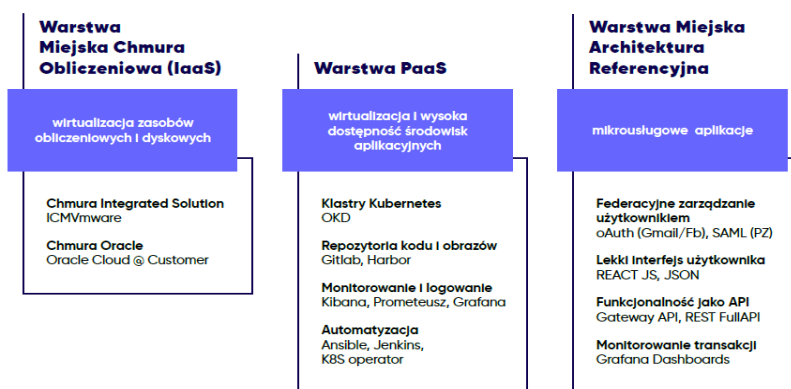 Warstwa
Miejska Chmura
Obliczeniowa (IaaS)
wirtualizacja zasobów
obliczeniowych i dyskowych
Chmura Integrated Solution
ICMVmware
Chmura Oracle
Oracle Cloud @ Customer
Warstwa PaaS
wirtualizacja i wysoka
dostępność środowisk
aplikacyjnych
Klastry Kubernetes
OKD
Repozytoria kodu i obrazów
Gitlab, Harbor
Monitorowanie i logowanie
Kibana, Prometeusz, Grafana
Automatyzacja
Ansible, Jenkins,
K8S operator
Warstwa Miejska
Architektura
Referencyjna
mikrousługowe aplikacje
Federacyjne zarządzanie
użytkownikiem
oAuth (Gmail/Fb), SAML (PZ)
Lekki interfejs użytkownika
REACT JS, JSON
Funkcjonalność jako API
Gateway API, REST FullAPI
Monitorowanie transakcji
Grafana Dashboards